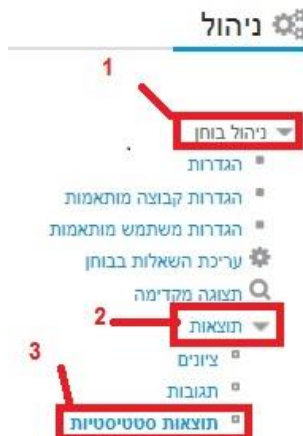 ניהול
1
ניהול בוחן
הגדרות
הגדרות קבוצה מותאמות
הגדרות משתמש מותאמות
עריכת השאלות בבוחן
תצוגה מקדימה
2
תוצאות
3
ציונים
תגובות
תוצאות סטטיסטיות